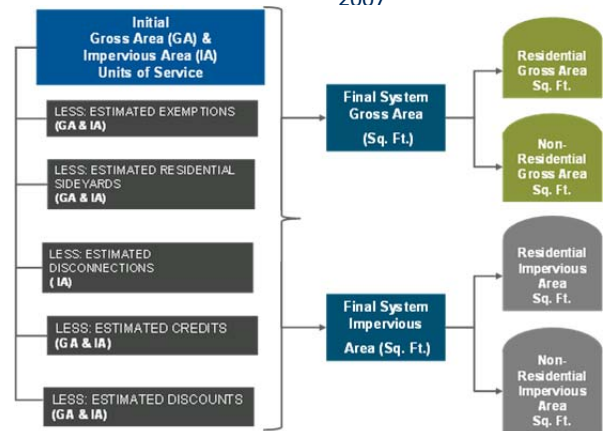 2007
Initial
Gross Area (GA) &
Impervious Area (IA)
Units of Service
LESS: ESTIMATED EXEMPTIONS
(GA & IA)
LESS: ESTIMATED RESIDENTIAL
SIDEYARDS
(GA & IA)
LESS: ESTIMATED
DISCONNECTIONS
( IA)
LESS: ESTIMATED CREDITS
(GA & IA)
LESS: ESTIMATED DISCOUNTS
(GA & IA)
Final System
Gross Area
(Sq. Ft.)
Final System
Impervious
Area (Sq. Ft.)
Residential
Gross Area
Sq. Ft.
Non-
Residential
Gross Area
Sq. Ft.
Residential
Impervious
Area
Sq. Ft.
Non-
Residential
Impervious
Area
Sq. Ft.